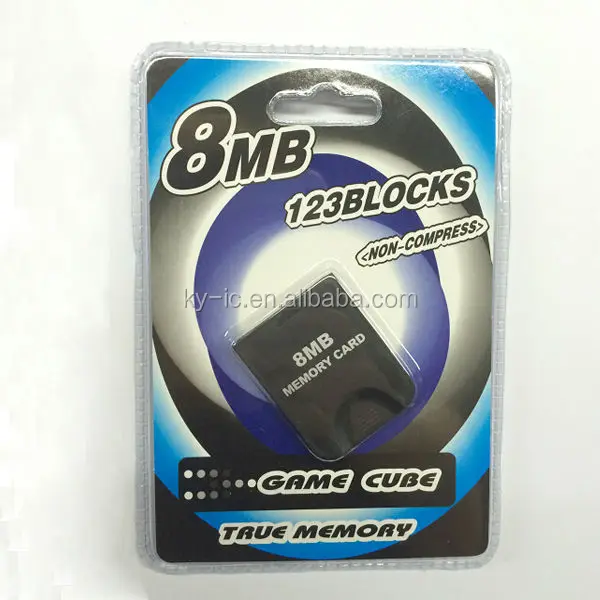 8MB
123BLOCKS
<NON-COMPRESS>
ky-ic.en.alibaba.com
8MB
MEMORY CARD
GAME CUBE
TRUE MEMORY